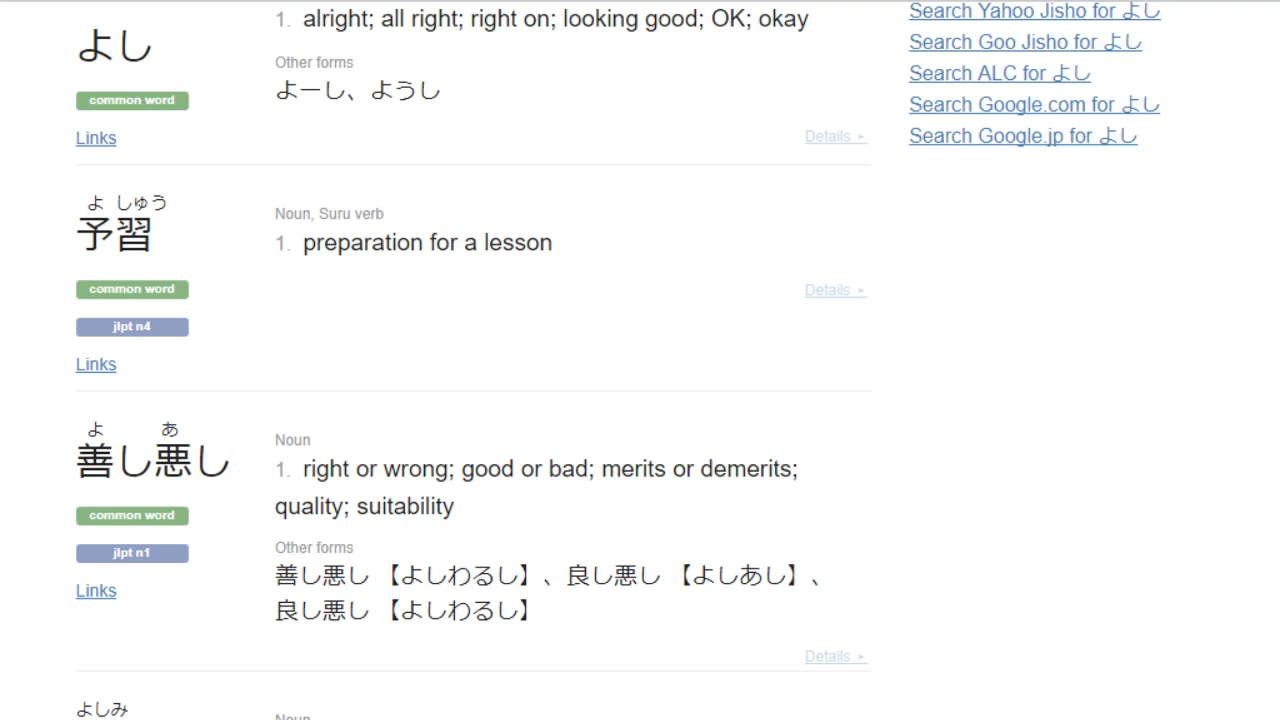 よし
common word
Links
1. alright; all right; right on; looking good; OK; okay
Other forms
よーし、ようし
Details ▸
Search Yahoo Jisho for よし
Search Goo Jisho for よし
Search ALC for よし
Search Google.com for よし
Search Google.jp for よし
よ しゅう
予習
common word
jlpt n4
Links
Noun, Suru verb
1. preparation for a lesson
Details ▸
よ あ
善し悪し
common word
jlpt n1
Links
Noun
1. right or wrong; good or bad; merits or demerits;
quality; suitability
Other forms
善し悪し 【よしわるし】、良し悪し 【よしあし】、
良し悪し 【よしわるし】
Details ▸
よしみ
Noun